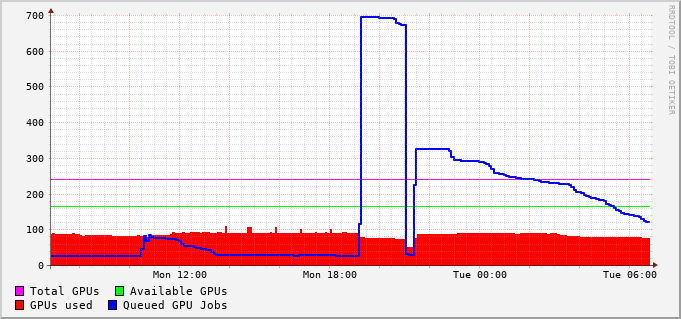 700
600
500
400
300
200
100
0
Mon 12:00 Mon 18:00 Tue 00:00 Tue 06:00
Total GPUs Available GPUs
GPUs used Queued GPU Jobs
RRDTOOL / TOBI OETIKER